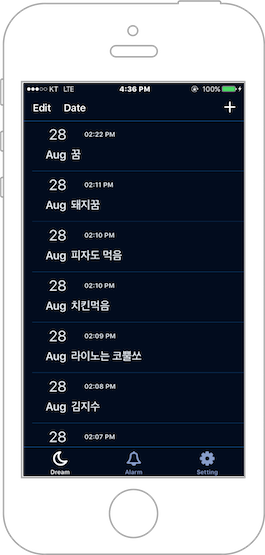 KT LTE 4:36 PM 100%
Edit Date +
28 02:22 PM
Aug 꿈
28 02:11 PM
Aug 돼지꿈
28 02:10 PM
Aug 피자도 먹음
28 02:10 PM
Aug 치킨먹음
28 02:09 PM
Aug 라이노는 코뿔쏘
28 02:08 PM
Aug 김지수
28 02:07 PM
Dream Alarm Setting